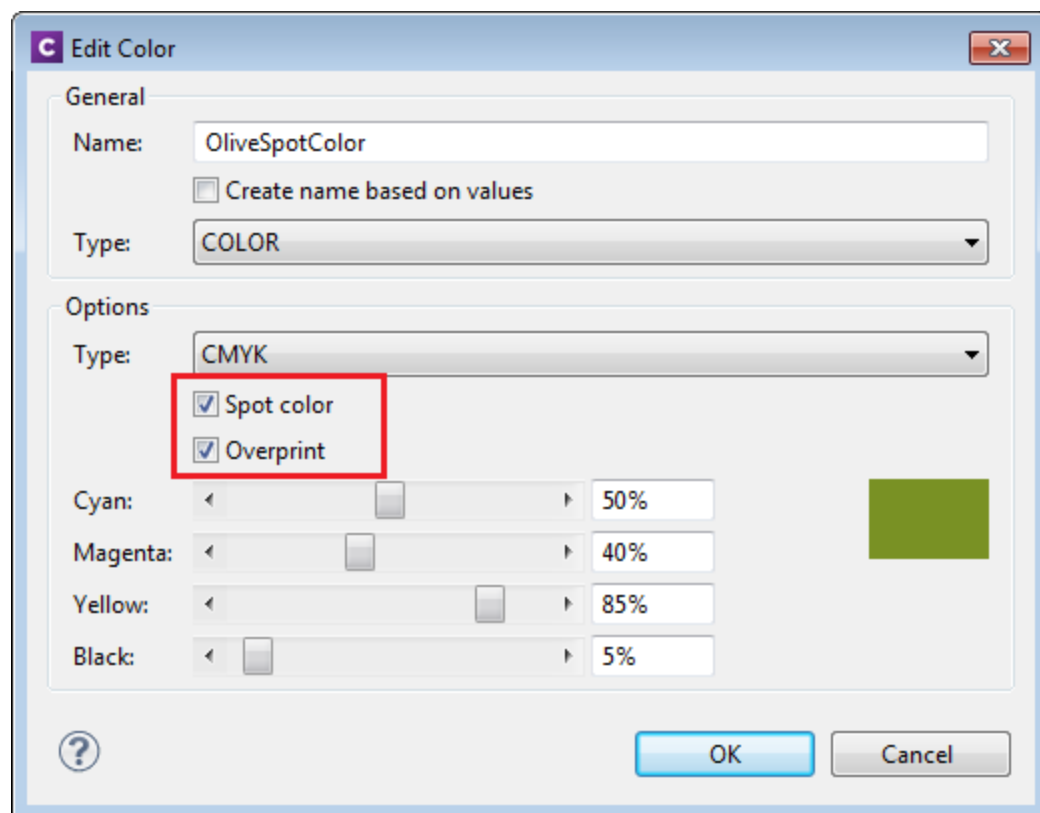 C Edit Color
General
Name: OliveSpotColor
Create name based on values
Type: COLOR
Options
Type: CMYK
Spot color
Overprint
Cyan: 50%
Magenta: 40%
Yellow: 85%
Black: 5%
? OK Cancel